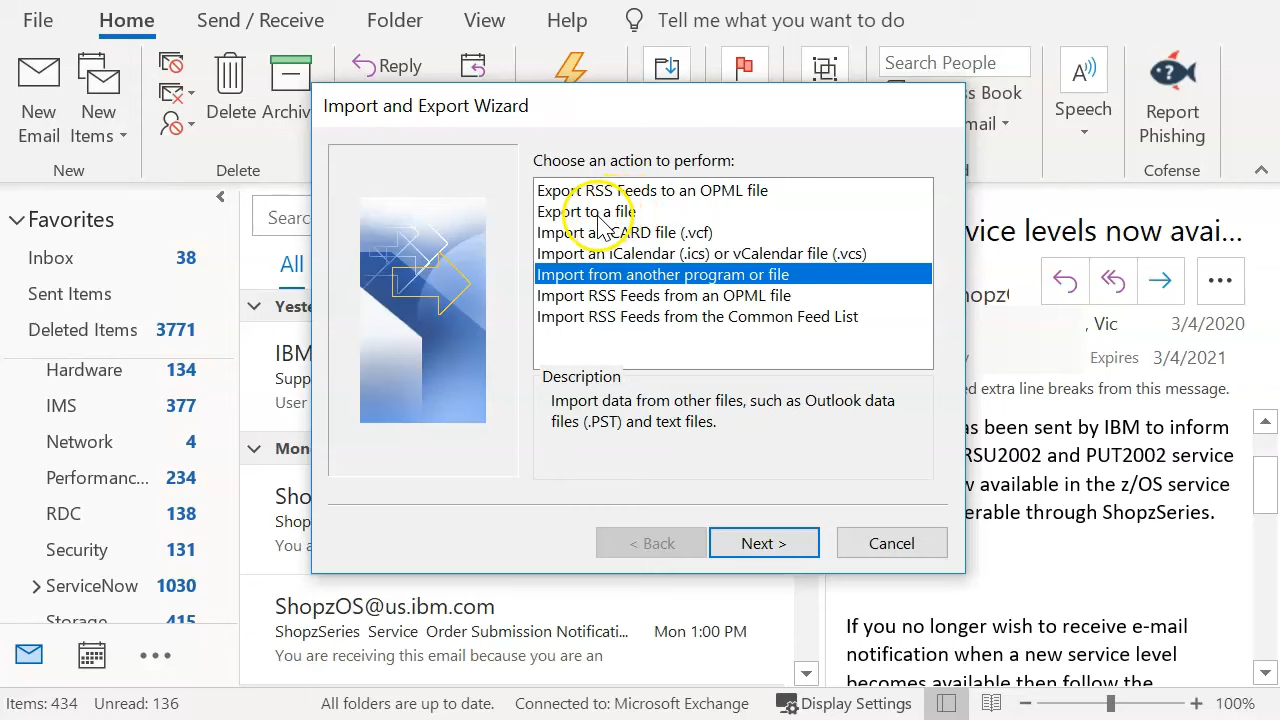 File Home Send / Receive Folder View Help Tell me what you want to do
New Email
New Items
Delete
Archiv
Reply
Search People
ss Book
mail
Speech
Report Phishing
New
Delete
Cofense
Favorites
Inbox 38
Sent Items
Deleted Items 3771
Hardware 134
IMS 377
Network 4
Performanc... 234
RDC 138
Security 131
ServiceNow 1030
Storage 415
Searc
All
Yeste
IBM
Supp
User
Mon
Sho
Shop
You a
ShopzOS@us.ibm.com
ShopzSeries Service Order Submission Notificati... Mon 1:00 PM
You are receiving this email because you are
Import and Export Wizard
Choose an action to perform:
Export RSS Feeds to an OPML file
Export to a file
Import a CARD file (.vcf)
Import an iCalendar (.ics) or vCalendar file (.vcs)
Import from another program or file
Import RSS Feeds from an OPML file
Import RSS Feeds from the Common Feed List
Description
Import data from other files, such as Outlook data
files (.PST) and text files.
< Back Next > Cancel
vice levels now avai...
hopz
, Vic 3/4/2020
Expires 3/4/2021
ed extra line breaks from this message.
as been sent by IBM to inform
RSU2002 and PUT2002 service
w available in the z/OS service
erable through ShopzSeries.
If you no longer wish to receive e-mail
notification when a new service level
becomes available then follow the
Items: 434 Unread: 136 All folders are up to date. Connected to: Microsoft Exchange Display Settings 100%